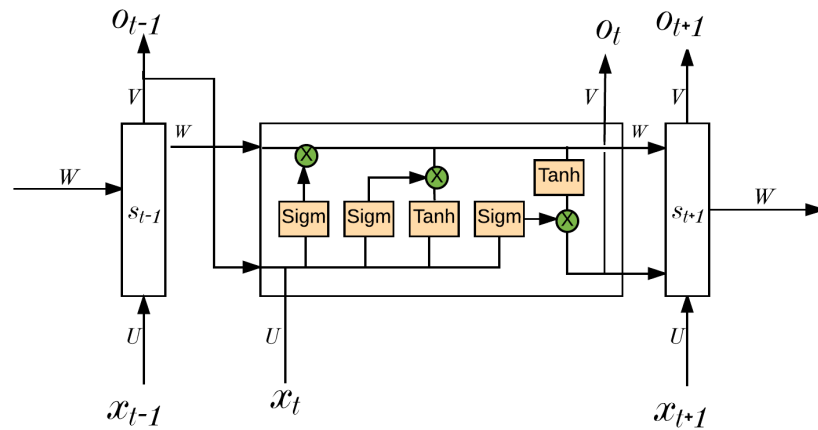 o_{t-1} o_t o_{t+1}
V V V
W W W
X X Tanh
W s_{t-1} Sigm Sigm Tanh Sigm X s_{t+1} W
U U U
x_{t-1} x_t x_{t+1}